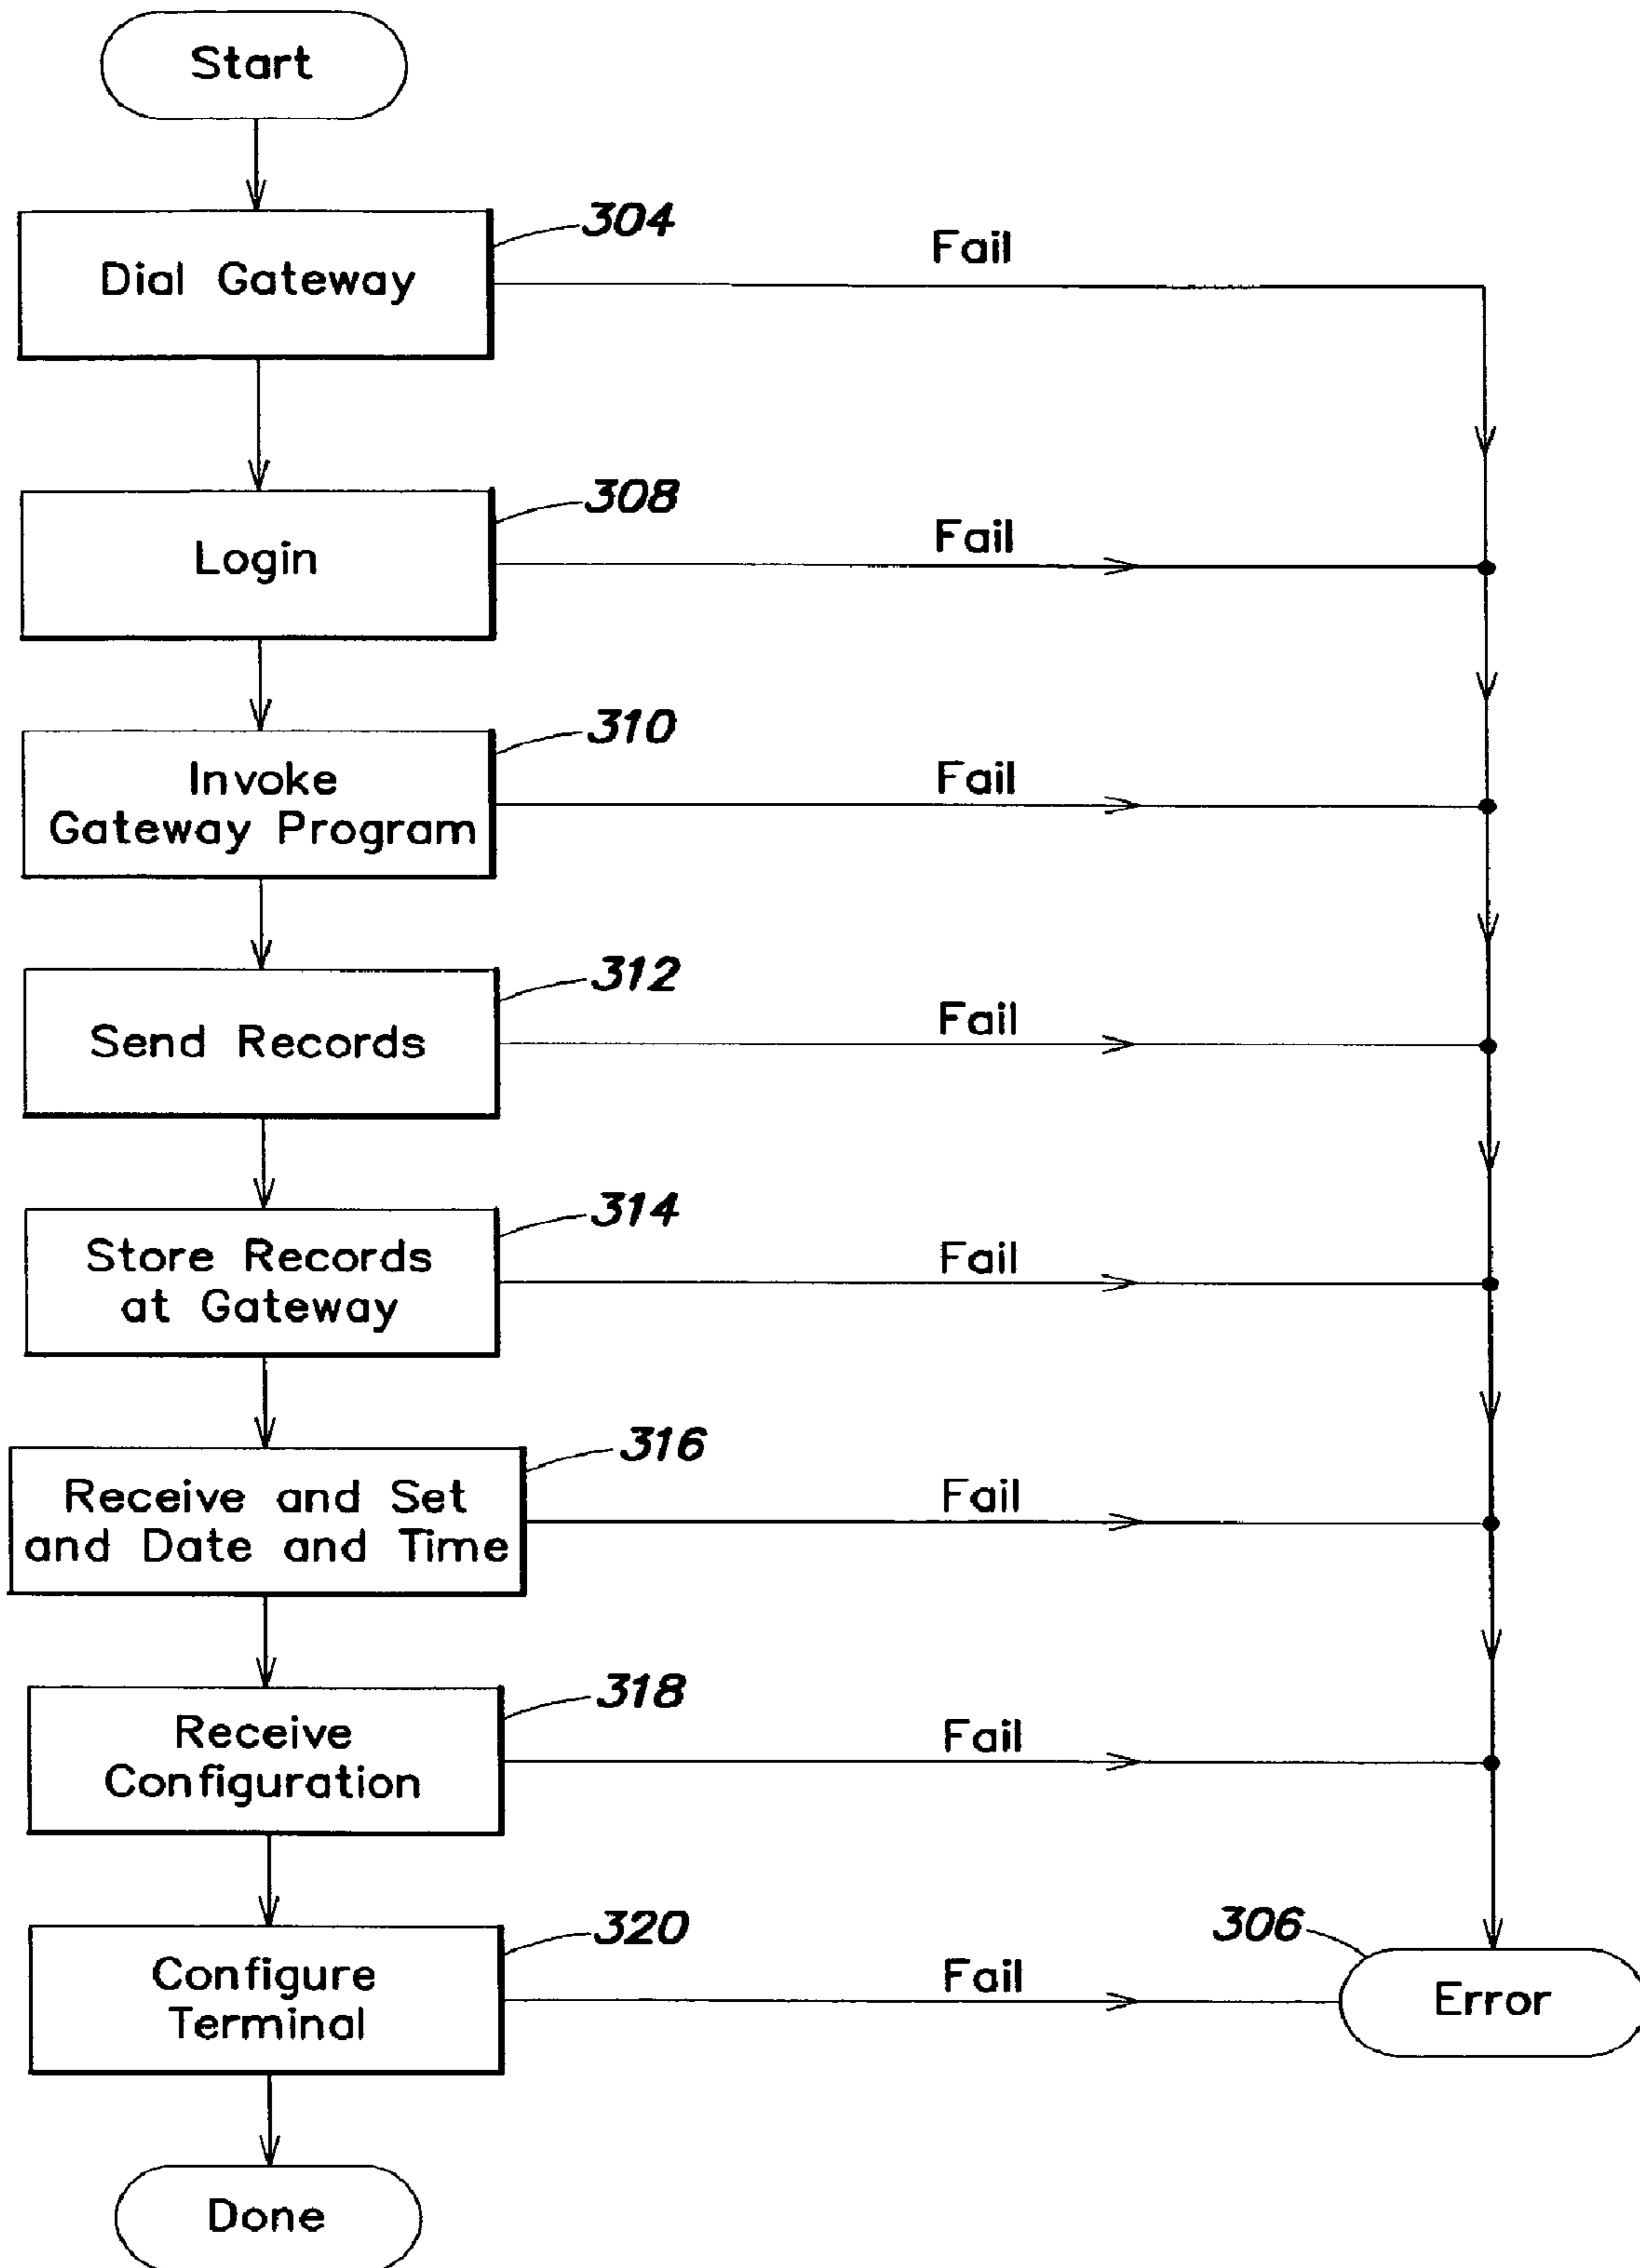 Start
304
Fail
Dial Gateway
308
Fail
Login
310
Fail
Invoke
Gateway Program
312
Fail
Send Records
314
Fail
Store Records
at Gateway
316
Fail
Receive and Set
and Date and Time
318
Fail
Receive
Configuration
320
306
Fail
Configure
Terminal
Error
Done